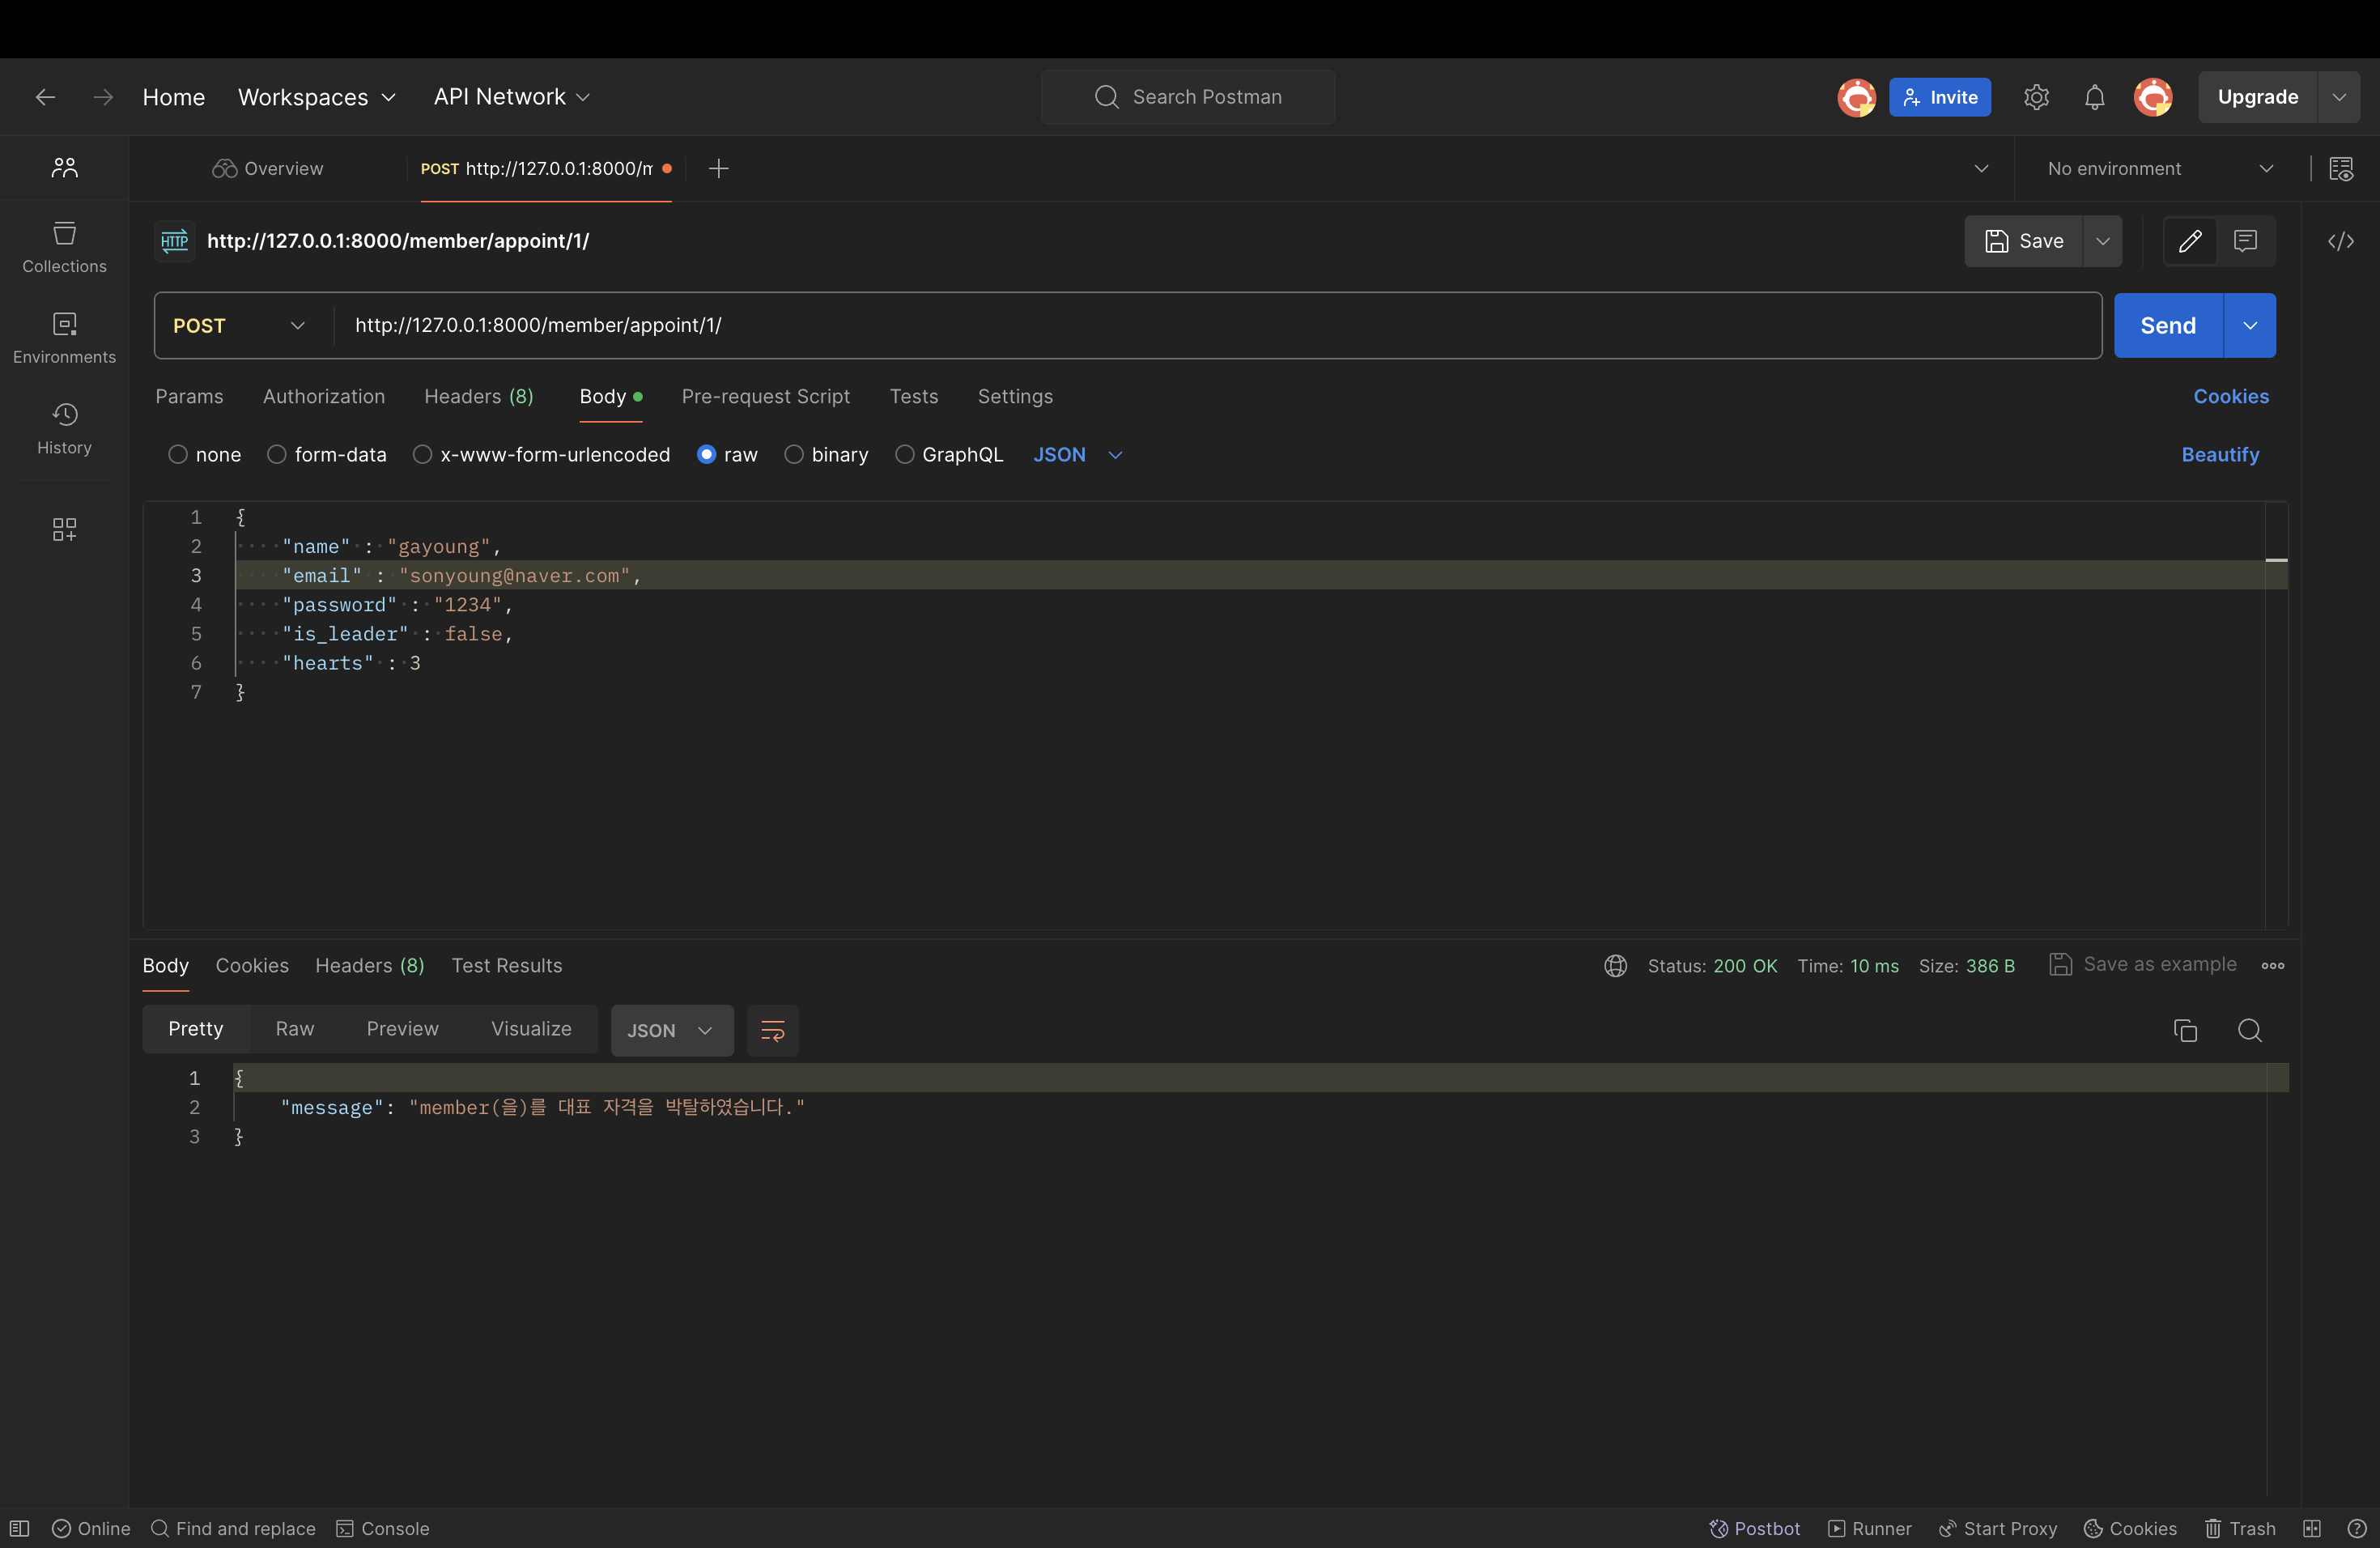 Home Workspaces API Network Search Postman Invite Upgrade
Overview POST http://127.0.0.1:8000/m No environment
HTTP http://127.0.0.1:8000/member/appoint/1/ Save
Collections
POST http://127.0.0.1:8000/member/appoint/1/ Send
Environments
Params Authorization Headers (8) Body Pre-request Script Tests Settings Cookies
History
none form-data x-www-form-urlencoded raw binary GraphQL JSON Beautify
1 {
2 "name" : "gayoung",
3 "email" : "sonyoung@naver.com",
4 "password" : "1234",
5 "is_leader" : false,
6 "hearts" : 3
7 }
Body Cookies Headers (8) Test Results Status: 200 OK Time: 10 ms Size: 386 B Save as example
Pretty Raw Preview Visualize JSON
1 {
2 "message": "member(을)를 대표 자격을 박탈하였습니다."
3 }
Online Find and replace Console Postbot Runner Start Proxy Cookies Trash